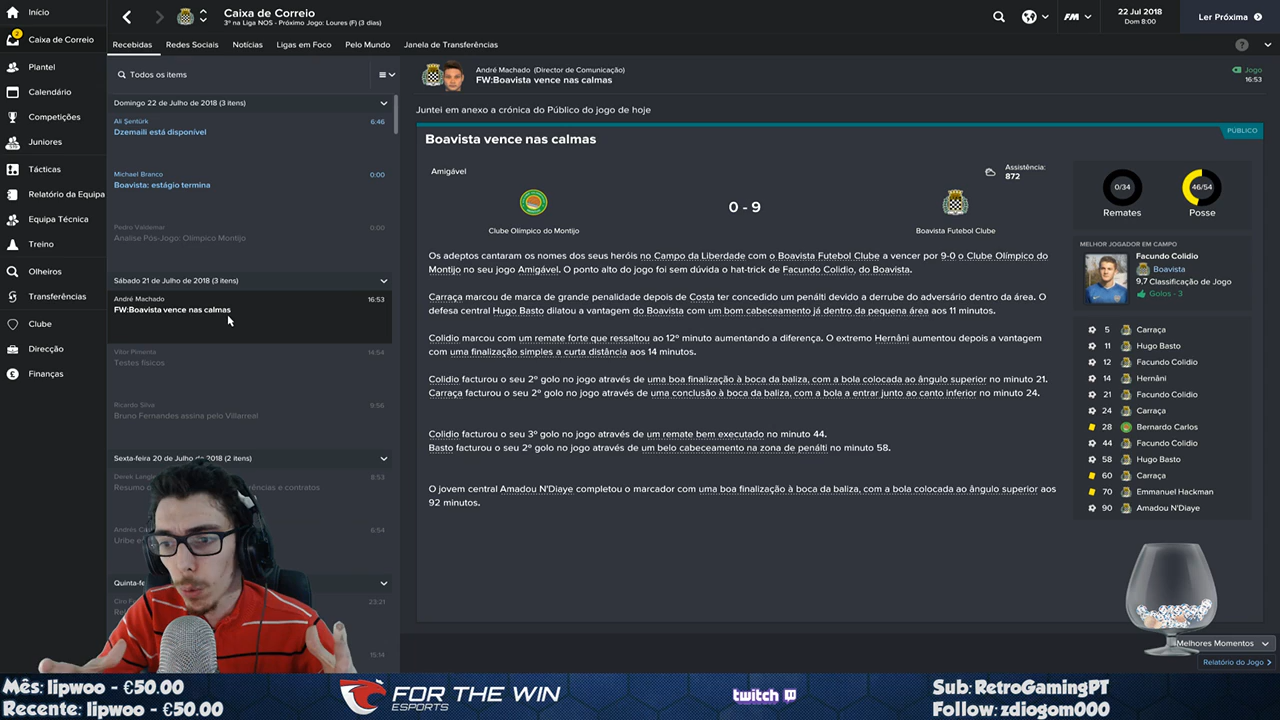 Início
Caixa de Correio
3º na Liga NOS - Próximo Jogo: Loures (F) (3 dias)
FM
22 Jul 2018
Dom 8:00
Ler Próxima
2
Caixa de Correio
Plantel
Calendário
Competições
Juniores
Tácticas
Relatório da Equipa
Equipa Técnica
Treino
Olheiros
Transferências
Clube
Direcção
Finanças
Recebidas
Redes Sociais
Notícias
Ligas em Foco
Pelo Mundo
Janela de Transferências
?
Todos os items
Domingo 22 de Julho de 2018 (3 itens)
Ali Şentürk
6:46
Dzemaili está disponível
Michael Branco
0:00
Boavista: estágio termina
Pedro Valdemar
0:00
Análise Pós-Jogo: Olímpico Montijo
Sábado 21 de Julho de 2018 (3 itens)
André Machado
16:53
FW:Boavista vence nas calmas
Vítor Pimenta
14:54
Testes físicos
Ricardo Silva
9:56
Bruno Fernandes assina pelo Villarreal
Sexta-feira 20 de Julho de 2018 (2 itens)
Derek Langle
8:53
Resumo
rências e contratos
6:54
Uribe e
Quinta-fe
23:21
15:14
André Machado (Director de Comunicação)
FW:Boavista vence nas calmas
Jogo
16:53
Juntei em anexo a crónica do Público do jogo de hoje
Boavista vence nas calmas
PÚBLICO
Amigável
Assistência:
872
0 - 9
Clube Olímpico do Montijo
Boavista Futebol Clube
Os adeptos cantaram os nomes dos seus heróis no Campo da Liberdade com o Boavista Futebol Clube a vencer por 9-0 o Clube Olímpico do
Montijo no seu jogo Amigável. O ponto alto do jogo foi sem dúvida o hat-trick de Facundo Colidio, do Boavista.
Carraça marcou de marca de grande penalidade depois de Costa ter concedido um penálti devido a derrube do adversário dentro da área. O
defesa central Hugo Basto dilatou a vantagem do Boavista com um bom cabeceamento já dentro da pequena área aos 11 minutos.
Colidio marcou com um remate forte que ressaltou ao 12º minuto aumentando a diferença. O extremo Hernâni aumentou depois a vantagem
com uma finalização simples a curta distância aos 14 minutos.
Colidio facturou o seu 2º golo no jogo através de uma boa finalização à boca da baliza, com a bola colocada ao ângulo superior no minuto 21.
Carraça facturou o seu 2º golo no jogo através de uma conclusão à boca da baliza, com a bola a entrar junto ao canto inferior no minuto 24.
Colidio facturou o seu 3º golo no jogo através de um remate bem executado no minuto 44.
Basto facturou o seu 2º golo no jogo através de um belo cabeceamento na zona de penálti no minuto 58.
O jovem central Amadou N'Diaye completou o marcador com uma boa finalização à boca da baliza, com a bola colocada ao ângulo superior aos
92 minutos.
0/34
46/54
Remates
Posse
MELHOR JOGADOR EM CAMPO
Facundo Colidio
Boavista
9.7 Classificação de Jogo
Golos - 3
5 Carraça
11 Hugo Basto
12 Facundo Colidio
14 Hernâni
21 Facundo Colidio
24 Carraça
28 Bernardo Carlos
44 Facundo Colidio
58 Hugo Basto
60 Carraça
70 Emmanuel Hackman
90 Amadou N'Diaye
Melhores Momentos
Relatório do Jogo
Mês: lipwoo - €50.00
Recente: lipwoo - €50.00
FOR THE WIN
ESPORTS
twitch
Sub: RetroGamingPT
Follow: zdiogom000